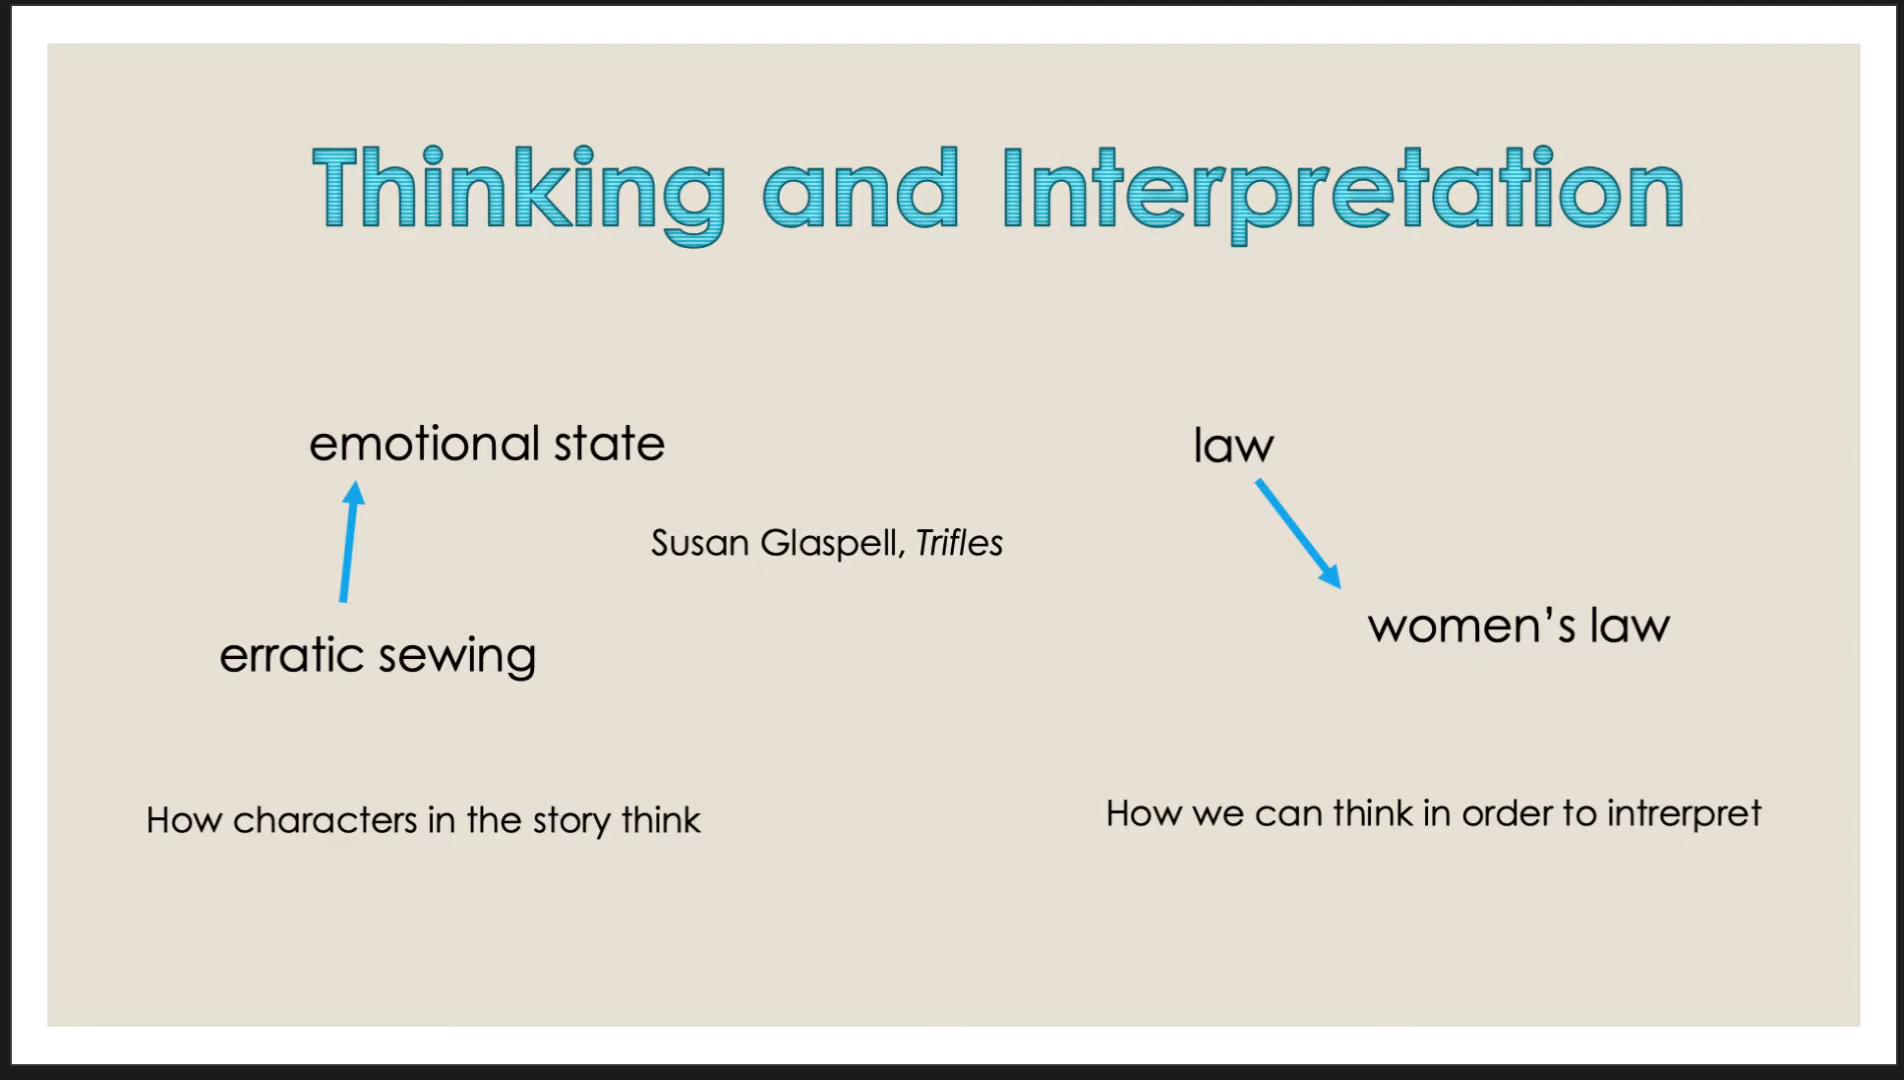 Thinking and Interpretation
emotional state
law
Susan Glaspell, Trifles
erratic sewing
women’s law
How characters in the story think
How we can think in order to intrerpret